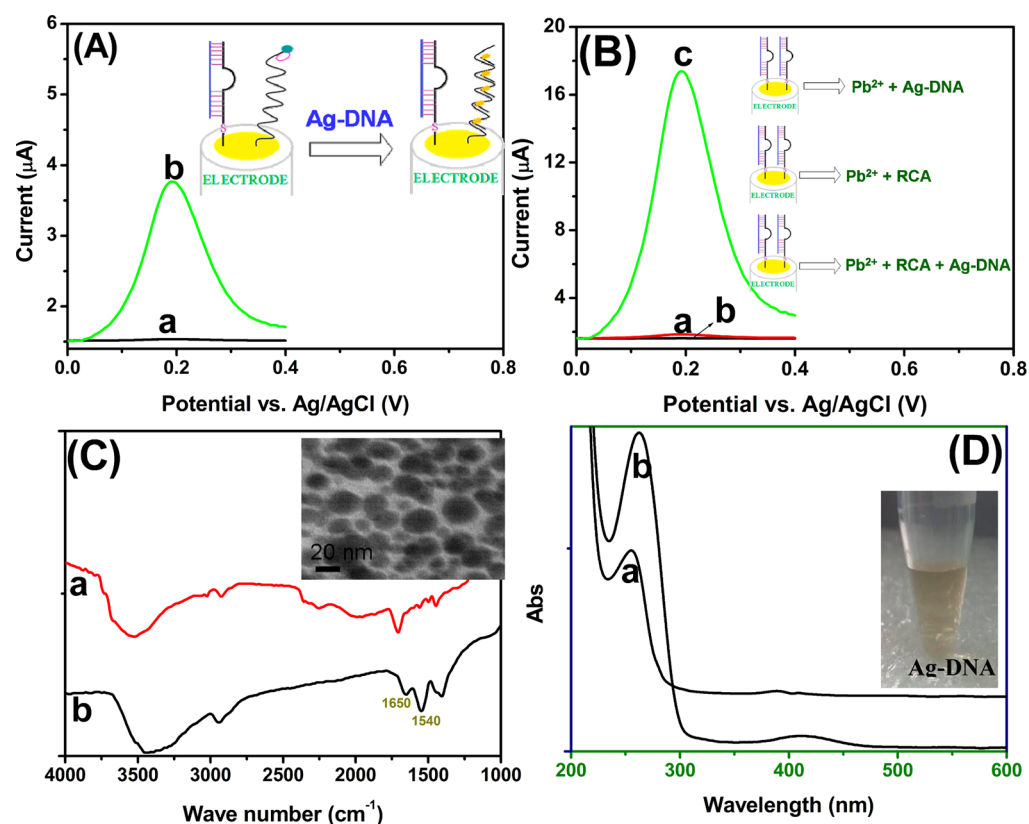 (A)
6
5
4
3
2
Current (μA)
0.0 0.2 0.4 0.6 0.8
Potential vs. Ag/AgCl (V)
b
a
S
ELECTRODE
Ag-DNA
S
ELECTRODE
(B)
20
16
12
8
4
Current (μA)
0.0 0.2 0.4 0.6 0.8
Potential vs. Ag/AgCl (V)
c
a
b
ELECTRODE
Pb²⁺ + Ag-DNA
ELECTRODE
Pb²⁺ + RCA
ELECTRODE
Pb²⁺ + RCA + Ag-DNA
(C)
20 nm
a
b
1650
1540
4000 3500 3000 2500 2000 1500 1000
Wave number (cm⁻¹)
(D)
Abs
b
a
Ag-DNA
200 300 400 500 600
Wavelength (nm)